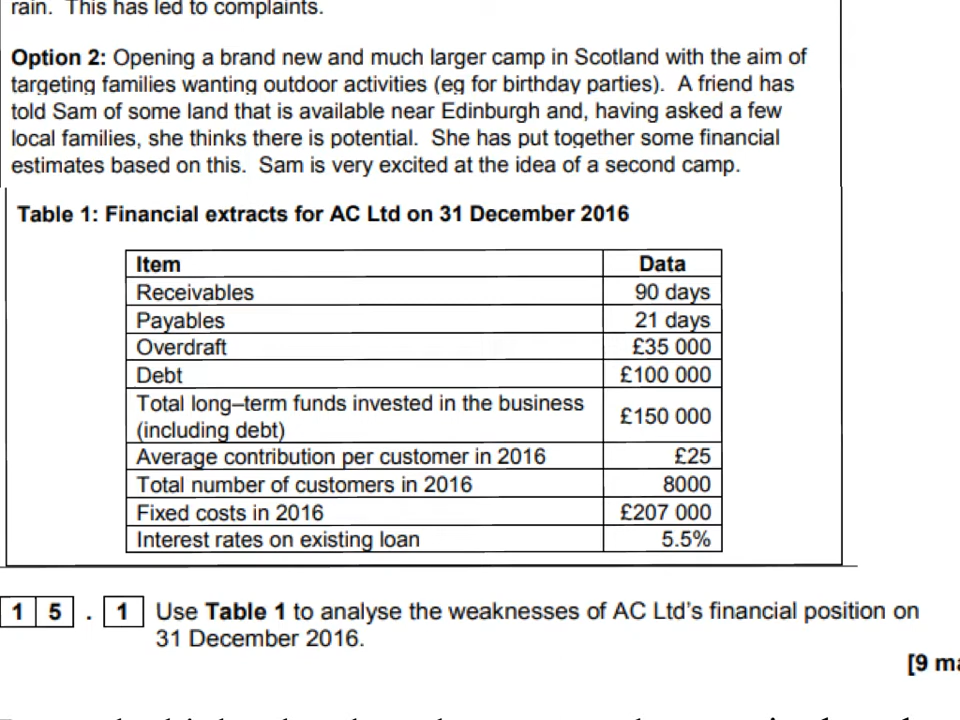 rain. This has led to complaints.
Option 2: Opening a brand new and much larger camp in Scotland with the aim of
targeting families wanting outdoor activities (eg for birthday parties). A friend has
told Sam of some land that is available near Edinburgh and, having asked a few
local families, she thinks there is potential. She has put together some financial
estimates based on this. Sam is very excited at the idea of a second camp.
Table 1: Financial extracts for AC Ltd on 31 December 2016
Item Data
Receivables 90 days
Payables 21 days
Overdraft £35 000
Debt £100 000
Total long–term funds invested in the business
(including debt) £150 000
Average contribution per customer in 2016 £25
Total number of customers in 2016 8000
Fixed costs in 2016 £207 000
Interest rates on existing loan 5.5%
1 5 . 1 Use Table 1 to analyse the weaknesses of AC Ltd's financial position on
31 December 2016.
[9 ma